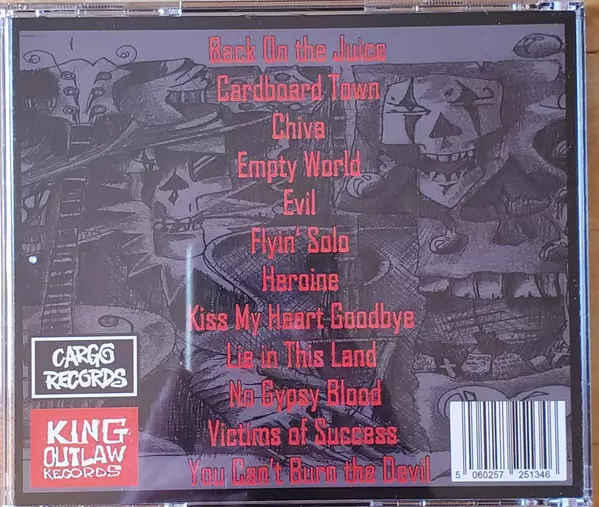 Back On the Juice
Cardboard Town
Chiva
Empty World
Evil
Flyin' Solo
Heroine
Kiss My Heart Goodbye
Lie in This Land
No Gypsy Blood
Victims of Success
You Can't Burn the Devil
CARGO
RECORDS
KING
OUTLAW
RECORDS
5 060257 251346